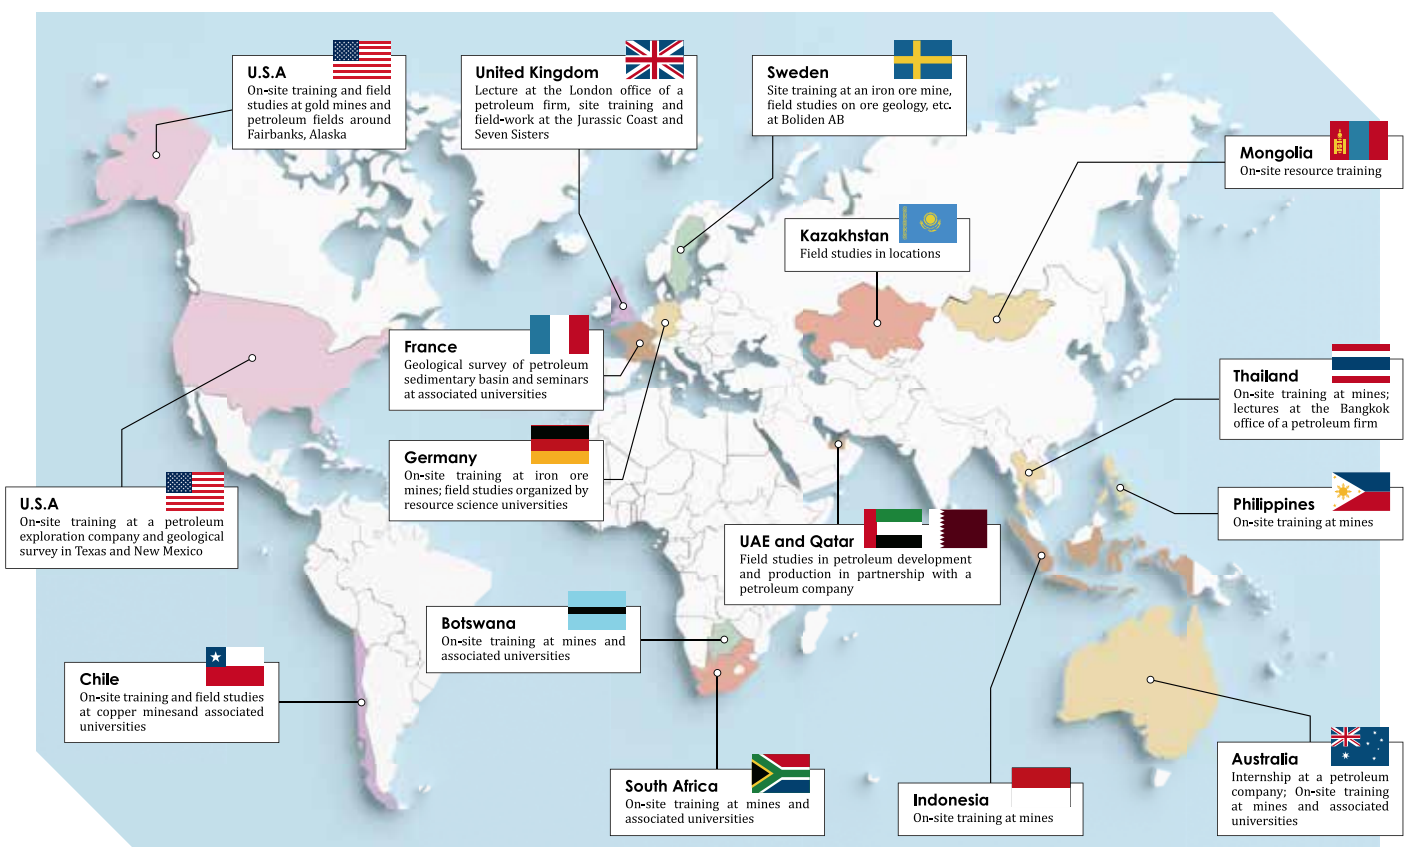 U.S.A
On-site training and field
studies at gold mines and
petroleum fields around
Fairbanks, Alaska
United Kingdom
Lecture at the London office of a
petroleum firm, site training and
field-work at the Jurassic Coast and
Seven Sisters
Sweden
Site training at an iron ore mine,
field studies on ore geology, etc.
at Boliden AB
Mongolia
On-site resource training
Kazakhstan
Field studies in locations
France
Geological survey of petroleum
sedimentary basin and seminars
at associated universities
Thailand
On-site training at mines;
lectures at the Bangkok
office of a petroleum firm
Germany
On-site training at iron ore
mines; field studies organized by
resource science universities
U.S.A
On-site training at a petroleum
exploration company and geological
survey in Texas and New Mexico
Philippines
On-site training at mines
UAE and Qatar
Field studies in petroleum development
and production in partnership with a
petroleum company
Botswana
On-site training at mines and
associated universities
Chile
On-site training and field studies
at copper minesand associated
universities
South Africa
On-site training at mines and
associated universities
Indonesia
On-site training at mines
Australia
Internship at a petroleum
company; On-site training
at mines and associated
universities